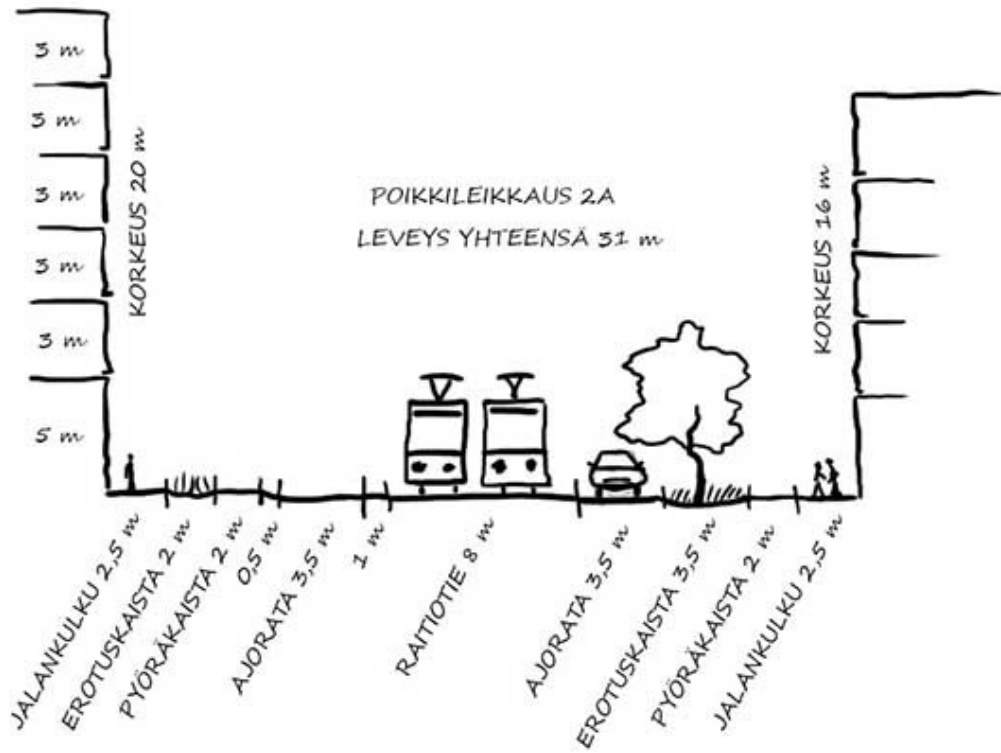 3 m
3 m
3 m
3 m
3 m
5 m
KORKEUS 20 m
POIKKILEIKKAUS 2A
LEVEYS YHTEENSÄ 31 m
KORKEUS 16 m
JALANKULKU 2,5 m
EROTUSKAISTA 2 m
PYÖRÄKAISTA 2 m
0,5 m
AJORATA 3,5 m
1 m
RAITIOTIE 8 m
AJORATA 3,5 m
EROTUSKAISTA 3,5 m
PYÖRÄKAISTA 2 m
JALANKULKU 2,5 m